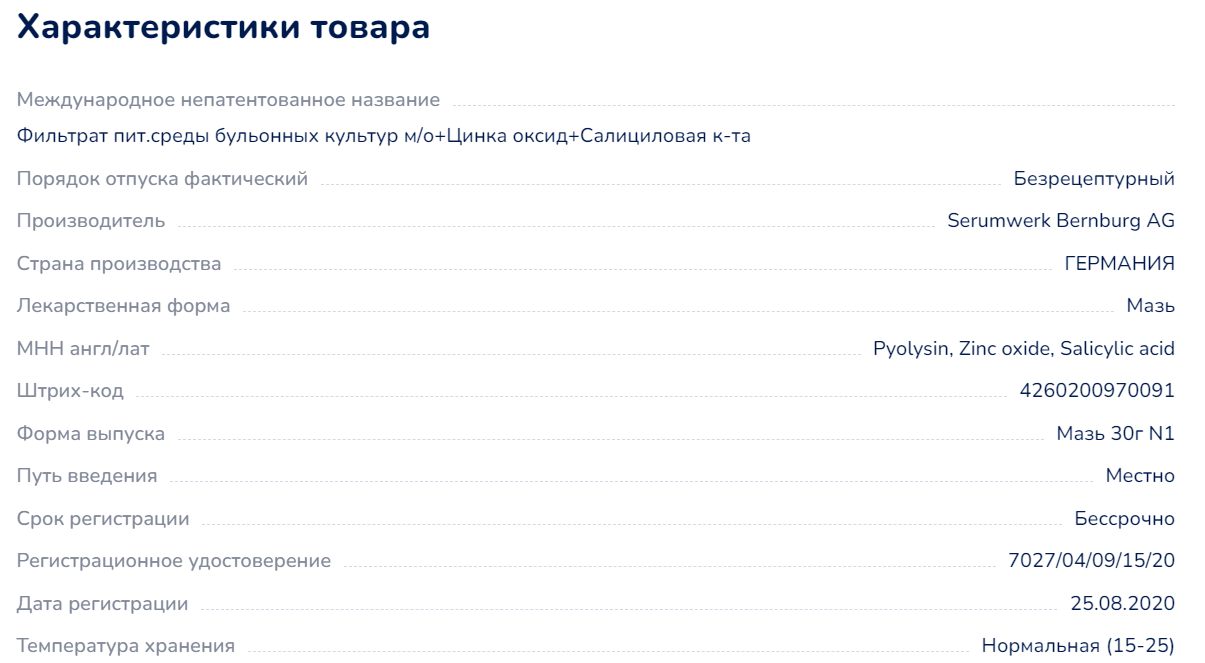 Характеристики товара
Международное непатентованное название
Фильтрат пит.среды бульонных культур м/о+Цинка оксид+Салициловая к-та
Порядок отпуска фактический Безрецептурный
Производитель Serumwerk Bernburg AG
Страна производства ГЕРМАНИЯ
Лекарственная форма Мазь
МНН англ/лат Pyolysin, Zinc oxide, Salicylic acid
Штрих-код 4260200970091
Форма выпуска Мазь 30г N1
Путь введения Местно
Срок регистрации Бессрочно
Регистрационное удостоверение 7027/04/09/15/20
Дата регистрации 25.08.2020
Температура хранения Нормальная (15-25)